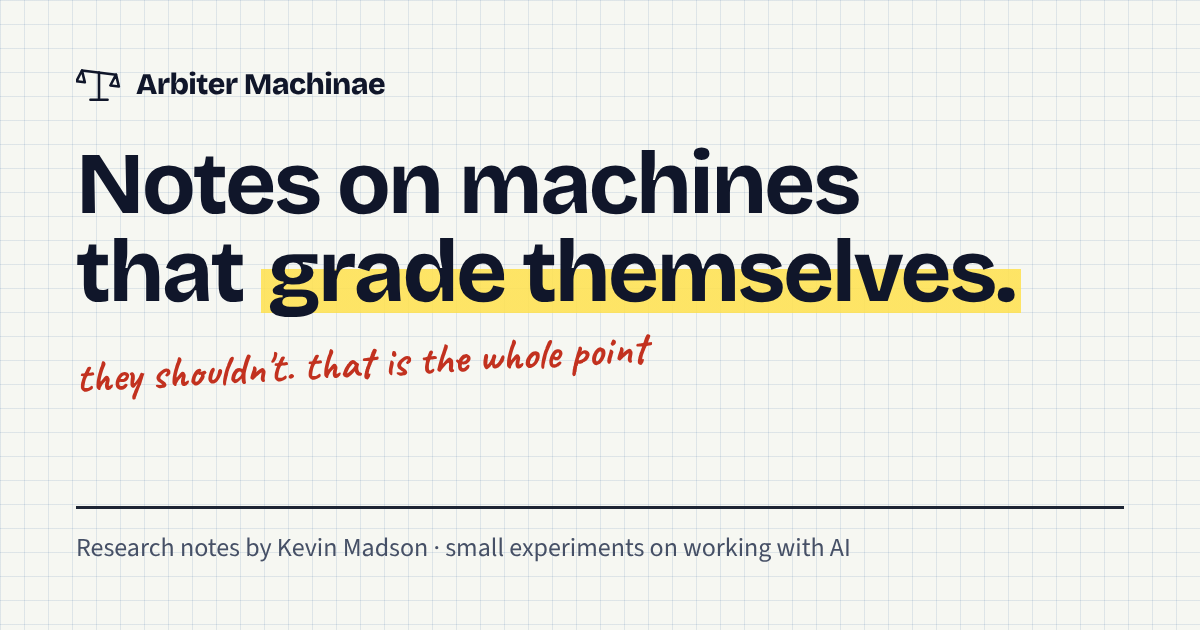 Arbiter Machinae
Notes on machines
that grade themselves.
they shouldn't. that is the whole point
Research notes by Kevin Madson · small experiments on working with AI